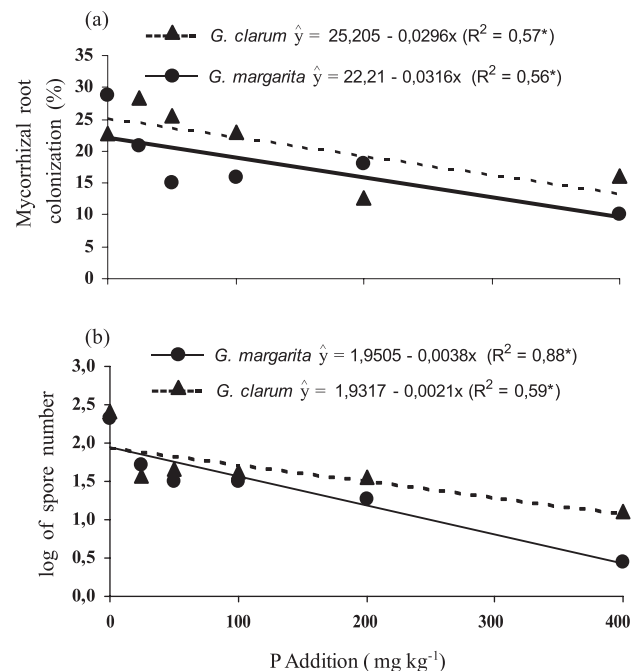 (a)
G. clarum ŷ = 25,205 - 0,0296x (R² = 0,57*)
G. margarita ŷ = 22,21 - 0,0316x (R² = 0,56*)
Mycorrhizal root
colonization (%)
35
30
25
20
15
10
5
0
(b)
G. margarita ŷ = 1,9505 - 0,0038x (R² = 0,88*)
G. clarum ŷ = 1,9317 - 0,0021x (R² = 0,59*)
log of spore number
3,0
2,5
2,0
1,5
1,0
0,5
0,0
0 100 200 300 400
P Addition ( mg kg⁻¹)